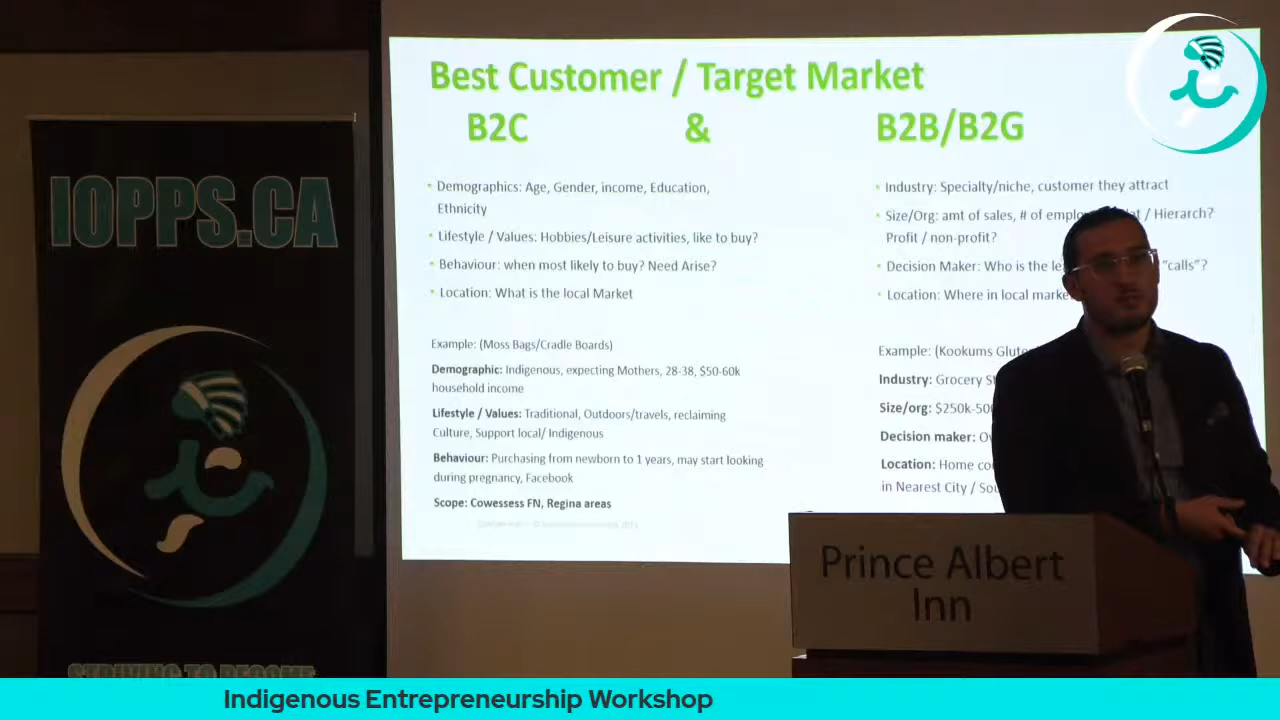 IOPPS.CA
STRIVING TO BECOME
Best Customer / Target Market
B2C & B2B/B2G
• Demographics: Age, Gender, income, Education,
Ethnicity
• Lifestyle / Values: Hobbies/Leisure activities, like to buy?
• Behaviour: when most likely to buy? Need Arise?
• Location: What is the local Market
Example: (Moss Bags/Cradle Boards)
Demographic: Indigenous, expecting Mothers, 28-38, $50-60k
household income
Lifestyle / Values: Traditional, Outdoors/travels, reclaiming
Culture, Support local/ Indigenous
Behaviour: Purchasing from newborn to 1 years, may start looking
during pregnancy, Facebook
Scope: Cowessess FN, Regina areas
• Industry: Specialty/niche, customer they attract
• Size/Org: amt of sales, # of / Hierarch?
Profit / non-profit?
• Decision Maker: Who is the "calls"?
• Location: Where in local
Example: (Kookums
Industry: Grocery
Size/org:
Decision maker:
Location: Home
in Nearest City /
Prince Albert
Inn
Indigenous Entrepreneurship Workshop